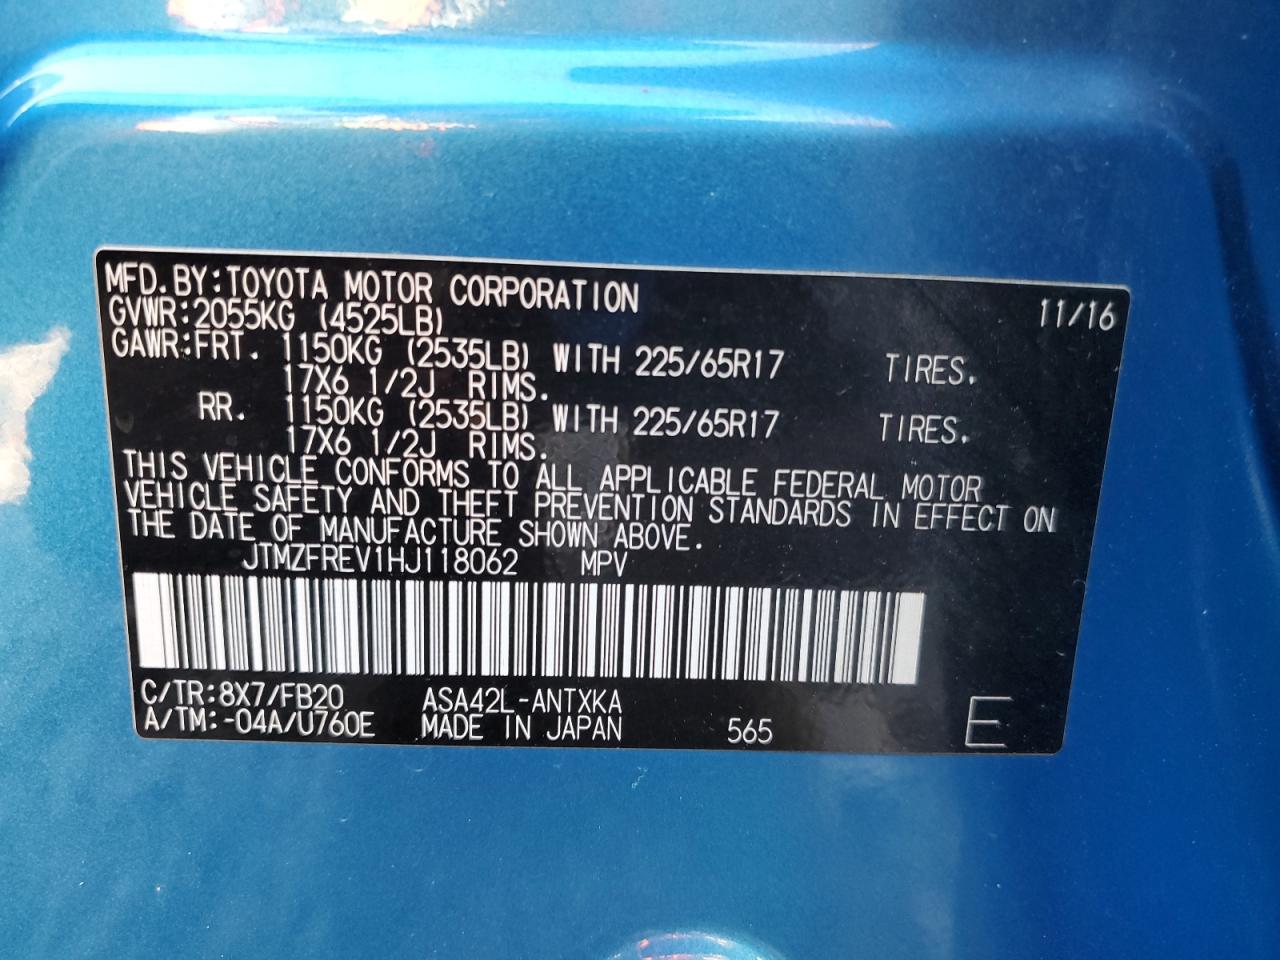 MFD.BY:TOYOTA MOTOR CORPORATION 11/16
GVWR:2055KG (4525LB)
GAWR:FRT. 1150KG (2535LB) WITH 225/65R17 TIRES.
17X6 1/2J RIMS.
RR. 1150KG (2535LB) WITH 225/65R17 TIRES.
17X6 1/2J RIMS.
THIS VEHICLE CONFORMS TO ALL APPLICABLE FEDERAL MOTOR
VEHICLE SAFETY AND THEFT PREVENTION STANDARDS IN EFFECT ON
THE DATE OF MANUFACTURE SHOWN ABOVE.
JTMZFREV1HJ118062 MPV
C/TR:8X7/FB20 ASA42L-ANTXKA
A/TM:-04A/U760E MADE IN JAPAN 565 E